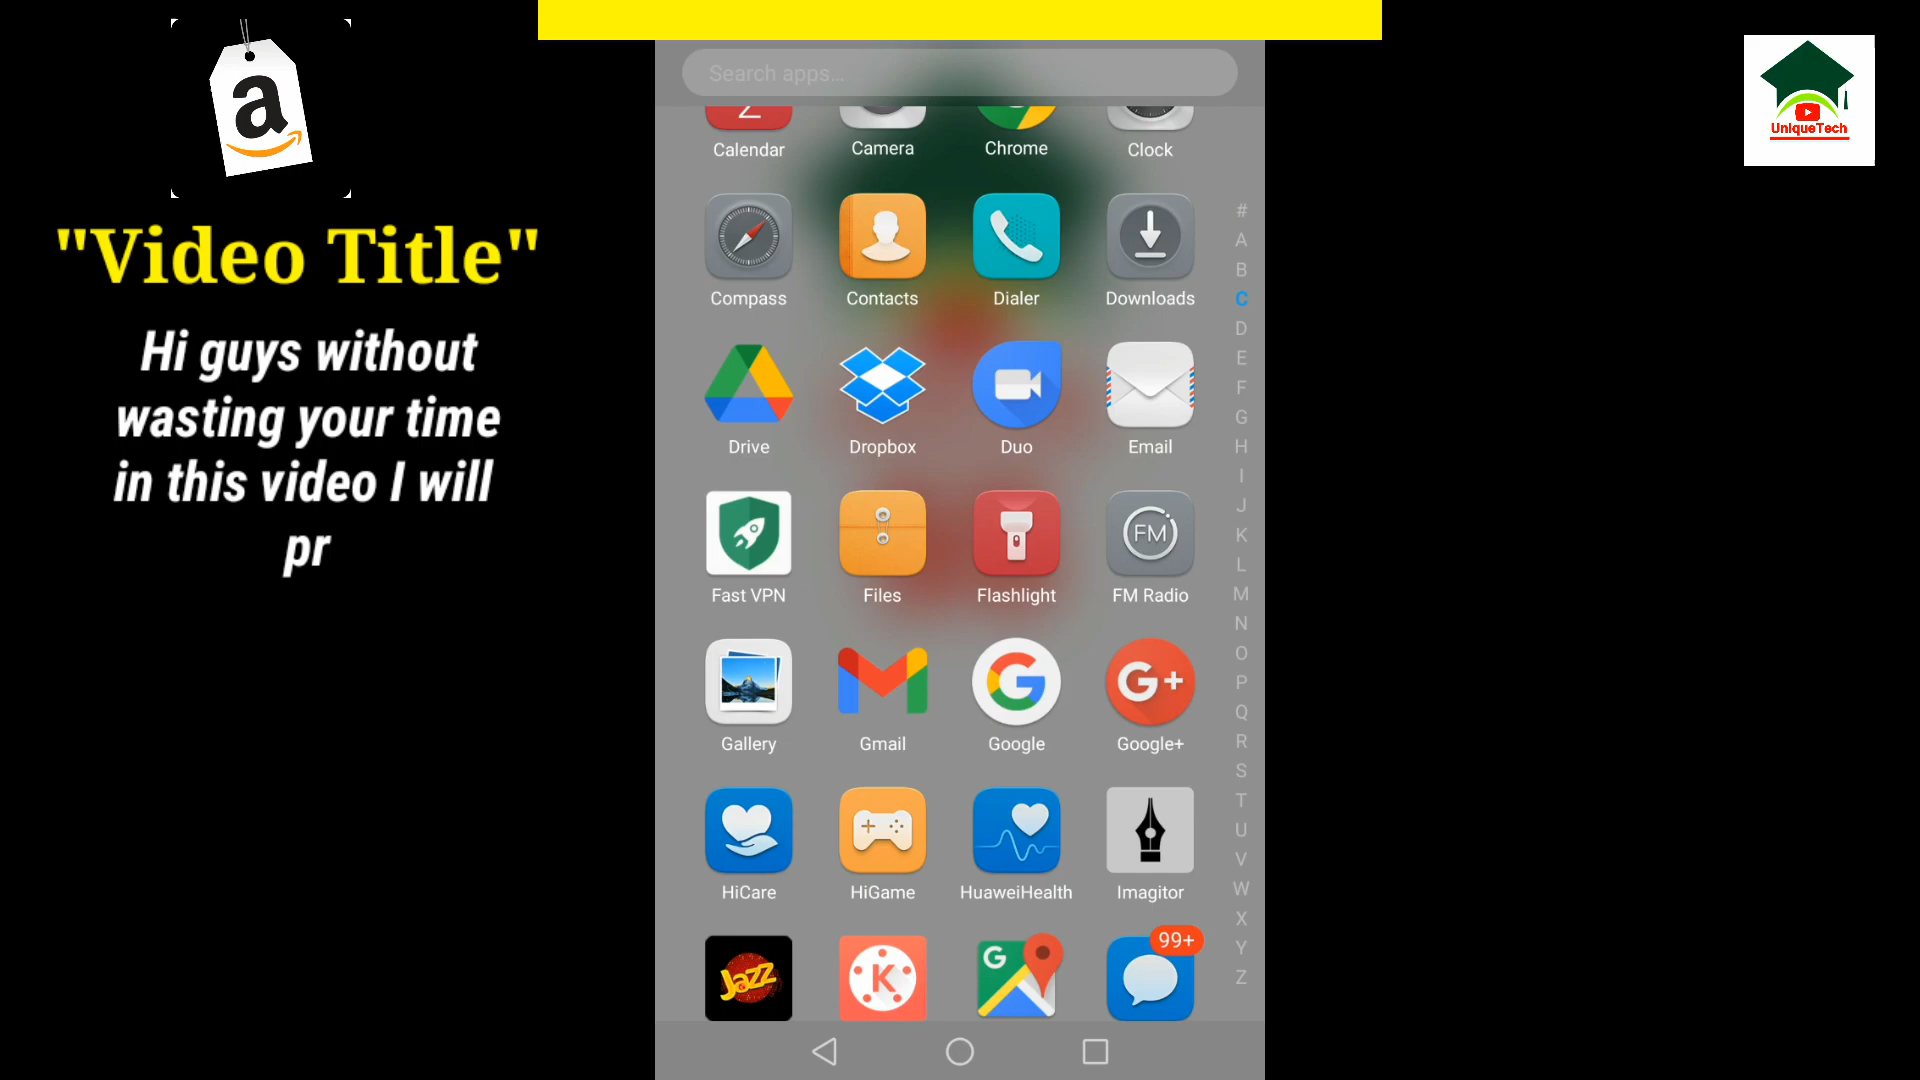 a
"Video Title"
Hi guys without
wasting your time
in this video I will
pr
Search apps...
Calendar Camera Chrome Clock
Compass Contacts Dialer Downloads
Drive Dropbox Duo Email
FM
Fast VPN Files Flashlight FM Radio
G G+
Gallery Gmail Google Google+
HiCare HiGame HuaweiHealth Imagitor
99+
Jazz K G
#
A
B
C
D
E
F
G
H
I
J
K
L
M
N
O
P
Q
R
S
T
U
V
W
X
Y
Z
UniqueTech